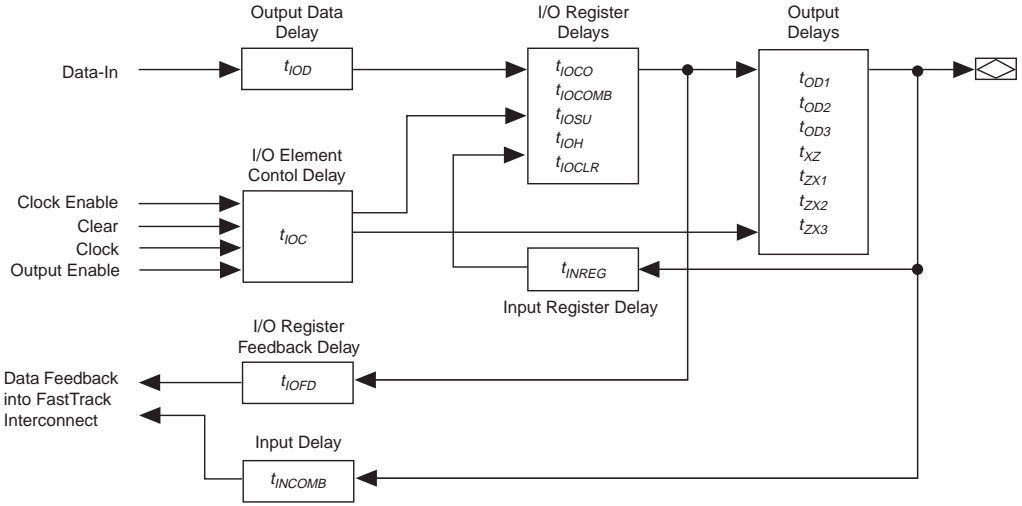 Output Data
Delay
I/O Register
Delays
Output
Delays
Data-In
tIOD
tIOCO
tIOCOMB
tIOSU
tIOH
tIOCLR
tOD1
tOD2
tOD3
tXZ
tZX1
tZX2
tZX3
I/O Element
Contol Delay
Clock Enable
Clear
Clock
Output Enable
tIOC
tINREG
Input Register Delay
I/O Register
Feedback Delay
tIOFD
Data Feedback
into FastTrack
Interconnect
Input Delay
tINCOMB